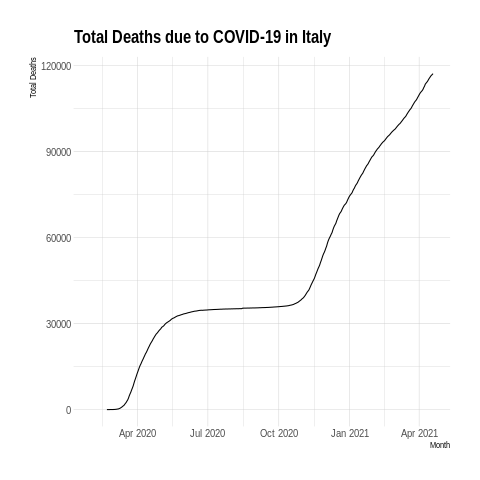 Total Deaths due to COVID-19 in Italy
Total Deaths
120000
90000
60000
30000
0
Apr 2020 Jul 2020 Oct 2020 Jan 2021 Apr 2021
Month